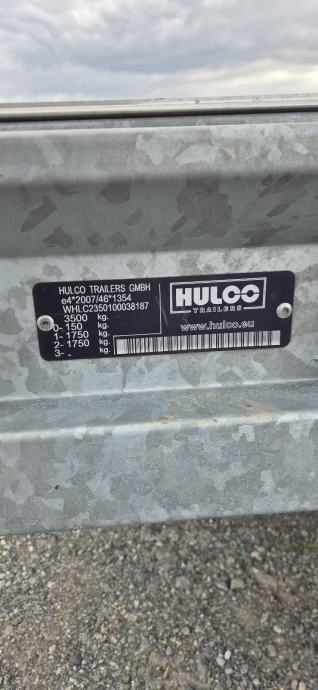 HULCO TRAILERS GMBH
e4*2007/46*1354
WHLC2350100038187
3500 kg.
0- 150 kg.
1- 1750 kg.
2- 1750 kg.
3- - kg.
HULCO
TRAILERS
www.hulco.eu